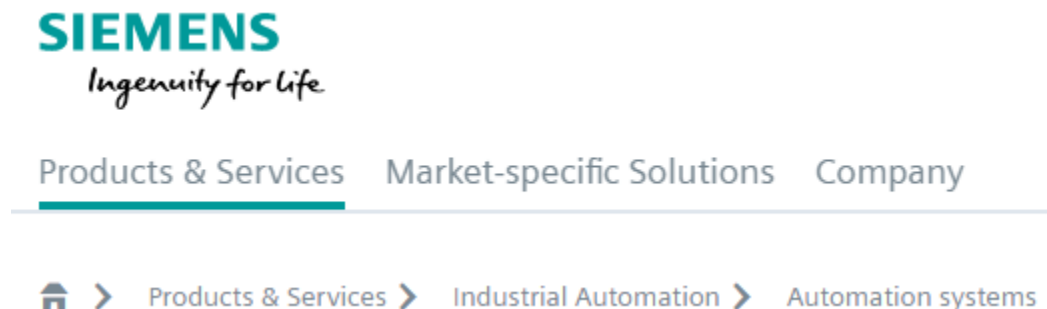 SIEMENS
Ingenuity for life
Products & Services Market-specific Solutions Company
Products & Services Industrial Automation Automation systems